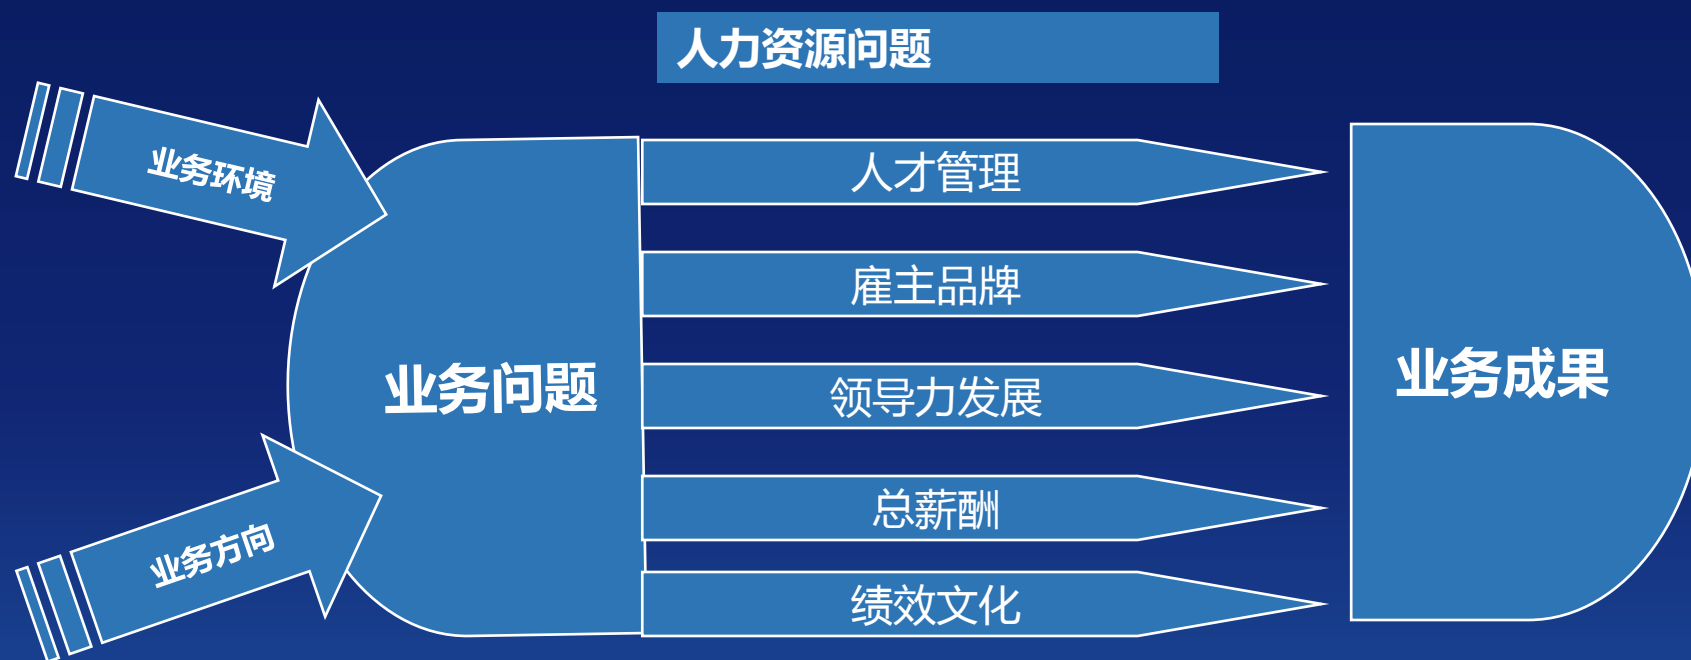 人力资源问题
业务环境
人才管理
雇主品牌
业务问题
领导力发展
业务成果
总薪酬
业务方向
绩效文化